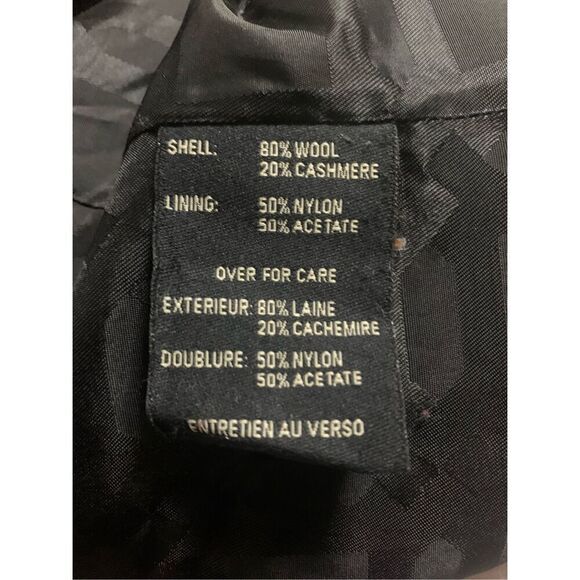 SHELL: 80% WOOL
20% CASHMERE
LINING: 50% NYLON
50% ACETATE
OVER FOR CARE
EXTERIEUR: 80% LAINE
20% CACHEMIRE
DOUBLURE: 50% NYLON
50% ACETATE
ENTRETIEN AU VERSO